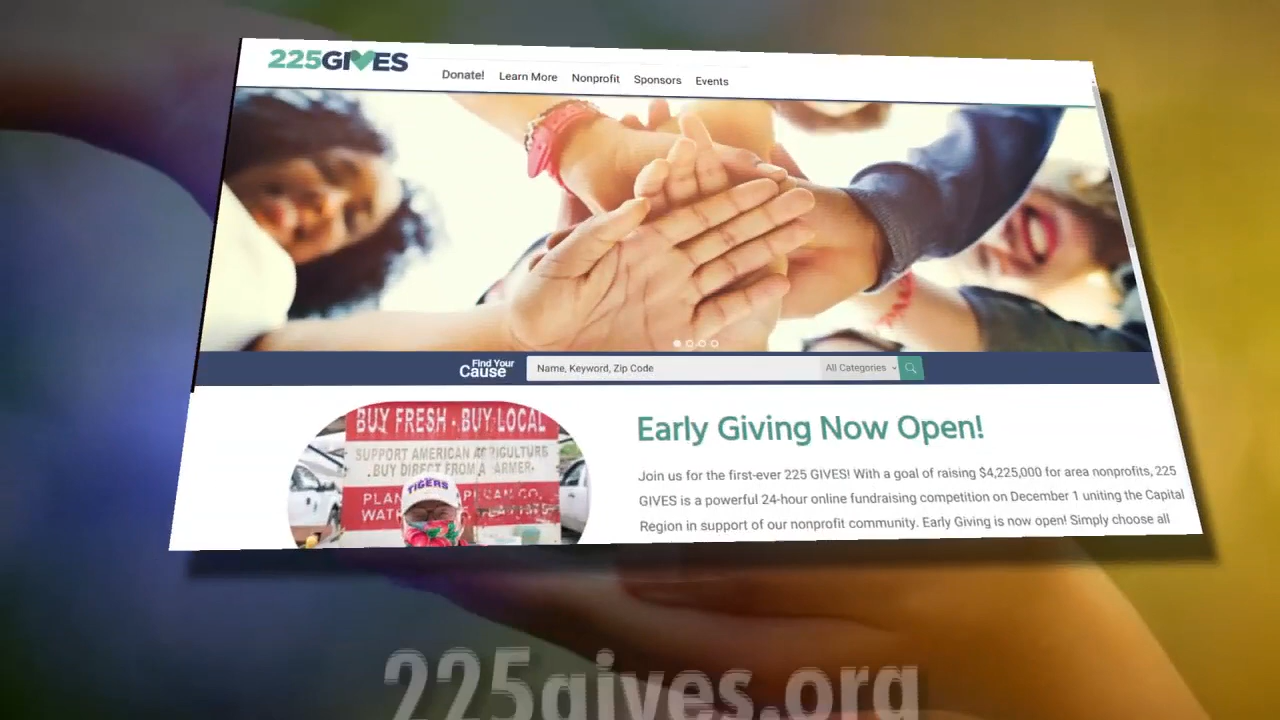 225GIVES
Donate! Learn More Nonprofit Sponsors Events
Find Your
Cause
Name, Keyword, Zip Code
All Categories
BUY FRESH · BUY LOCAL
SUPPORT AMERICAN AGRICULTURE
BUY DIRECT FROM A FARMER
TIGERS
Early Giving Now Open!
Join us for the first-ever 225 GIVES! With a goal of raising $4,225,000 for area nonprofits, 225
GIVES is a powerful 24-hour online fundraising competition on December 1 uniting the Capital
Region in support of our nonprofit community. Early Giving is now open! Simply choose all
225gives.org